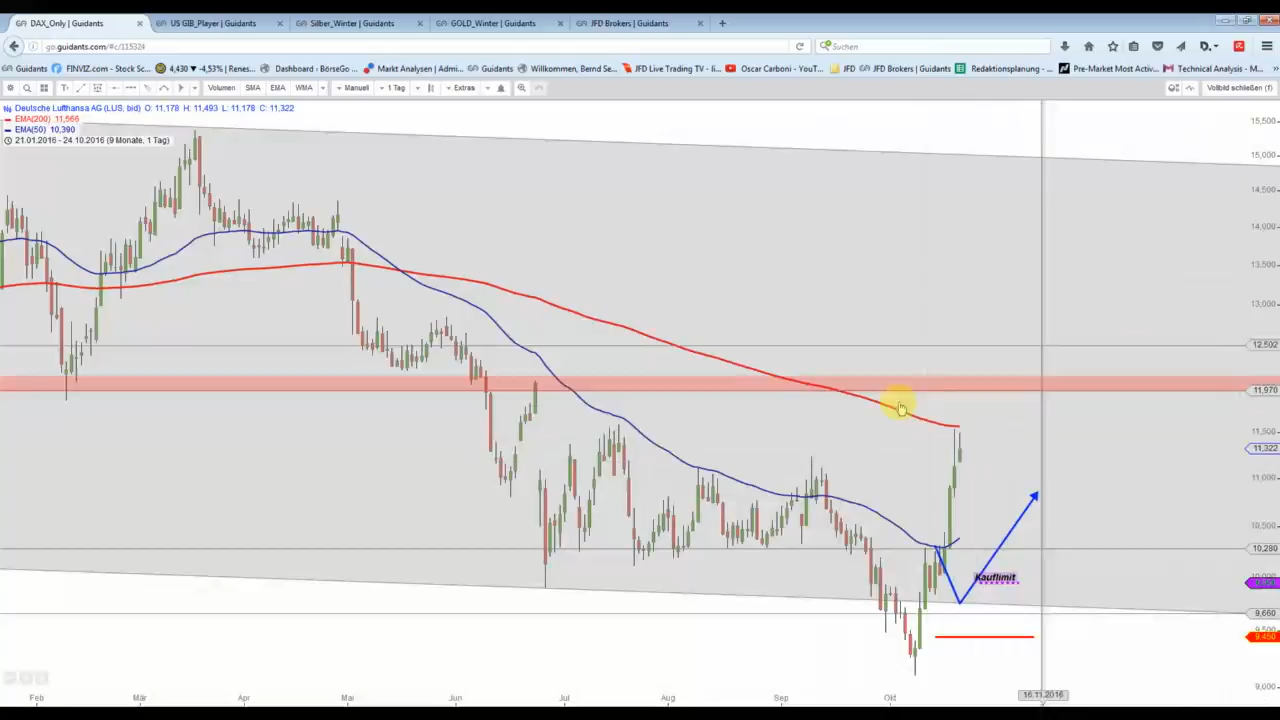 DAX_Only | Guidants × US GIB_Player | Guidants × Silber_Winter | Guidants × GOLD_Winter | Guidants × JFD Brokers | Guidants × +
go.guidants.com/#c/115324 Suchen
Guidants FINVIZ.com - Stock Sc... 4,430 ▾ -4,53% | Renes... Dashboard ‹ BörseGo ... Markt Analysen | Admi... Guidants Willkommen, Bernd Se... JFD Live Trading TV - li... Oscar Carboni - YouT... JFD JFD Brokers | Guidants Redaktionsplanung - ... Pre-Market Most Activ... Technical Analysis - M...
Volumen SMA EMA WMA Manuell 1 Tag Extras Vollbild schließen (f)
Deutsche Lufthansa AG (LUS, bid) O: 11,178 H: 11,493 L: 11,178 C: 11,322
EMA(200) 11,566
EMA(50) 10,390
21.01.2016 - 24.10.2016 (9 Monate, 1 Tag)
15,500
15,000
14,500
14,000
13,500
13,000
12,502
11,970
11,500
11,322
11,000
10,500
10,280
Kauflimit
9,660
9,450
9,000
Feb Mär Apr Mai Jun Jul Aug Sep Okt 16.11.2016